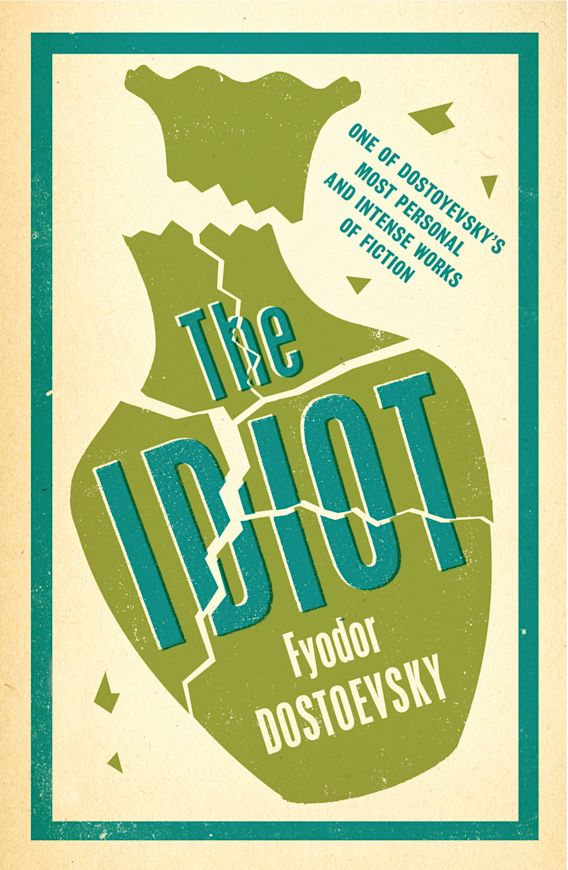 ONE OF DOSTOYEVSKY'S
MOST PERSONAL
AND INTENSE WORKS
OF FICTION
The
IDIOT
Fyodor
DOSTOEVSKY